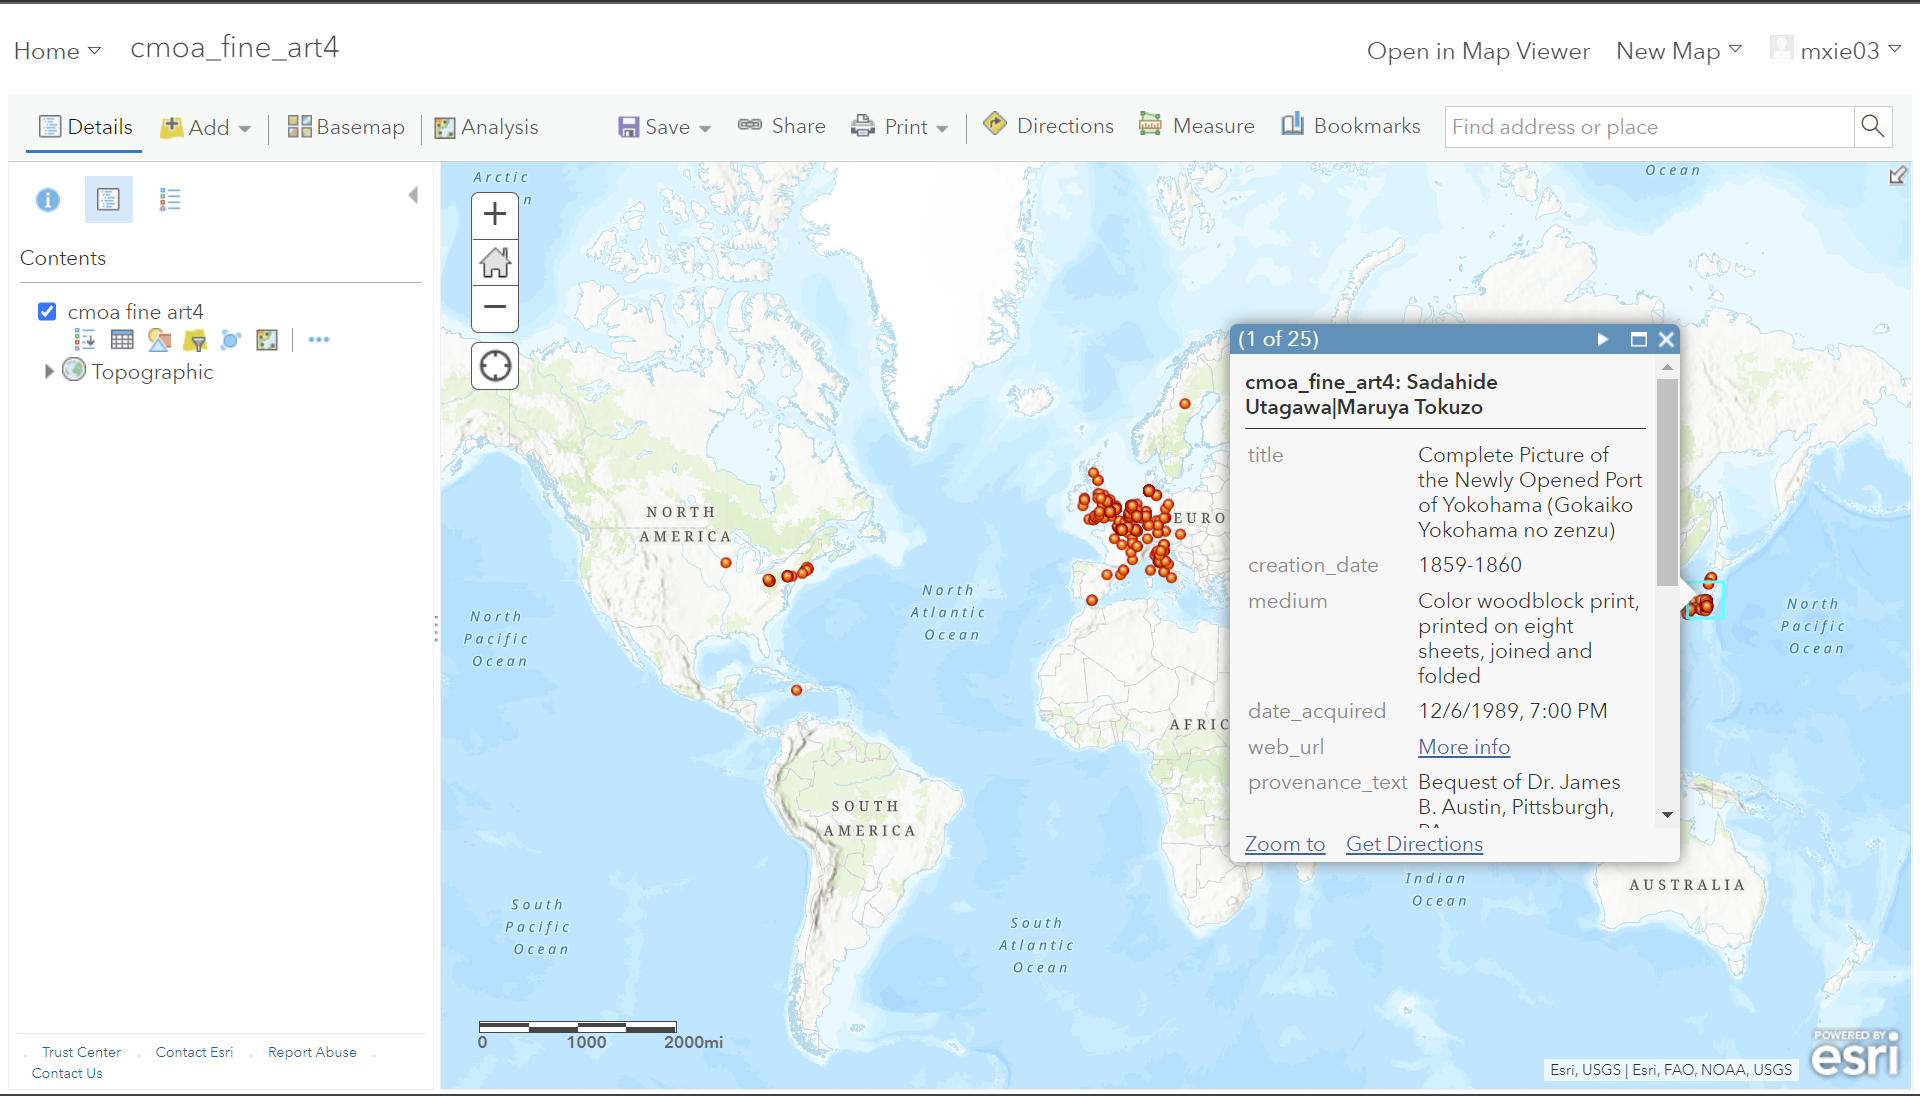 Home
cmoa_fine_art4
Open in Map Viewer
New Map
mxie03
Details
Add
Basemap
Analysis
Save
Share
Print
Directions
Measure
Bookmarks
Find address or place
Contents
cmoa fine art4
Topographic
Trust Center
Contact Esri
Report Abuse
Contact Us
Arctic
Ocean
NORTH
AMERICA
North
Pacific
Ocean
North
Atlantic
Ocean
EURO
AFRIC
SOUTH
AMERICA
South
Pacific
Ocean
South
Atlantic
Ocean
Indian
Ocean
AUSTRALIA
North
Pacific
Ocean
(1 of 25)
cmoa_fine_art4: Sadahide
Utagawa|Maruya Tokuzo
title
Complete Picture of
the Newly Opened Port
of Yokohama (Gokaiko
Yokohama no zenzu)
creation_date
1859-1860
medium
Color woodblock print,
printed on eight
sheets, joined and
folded
date_acquired
12/6/1989, 7:00 PM
web_url
More info
provenance_text
Bequest of Dr. James
B. Austin, Pittsburgh,
Zoom to
Get Directions
0
1000
2000mi
Esri, USGS | Esri, FAO, NOAA, USGS
POWERED BY
esri